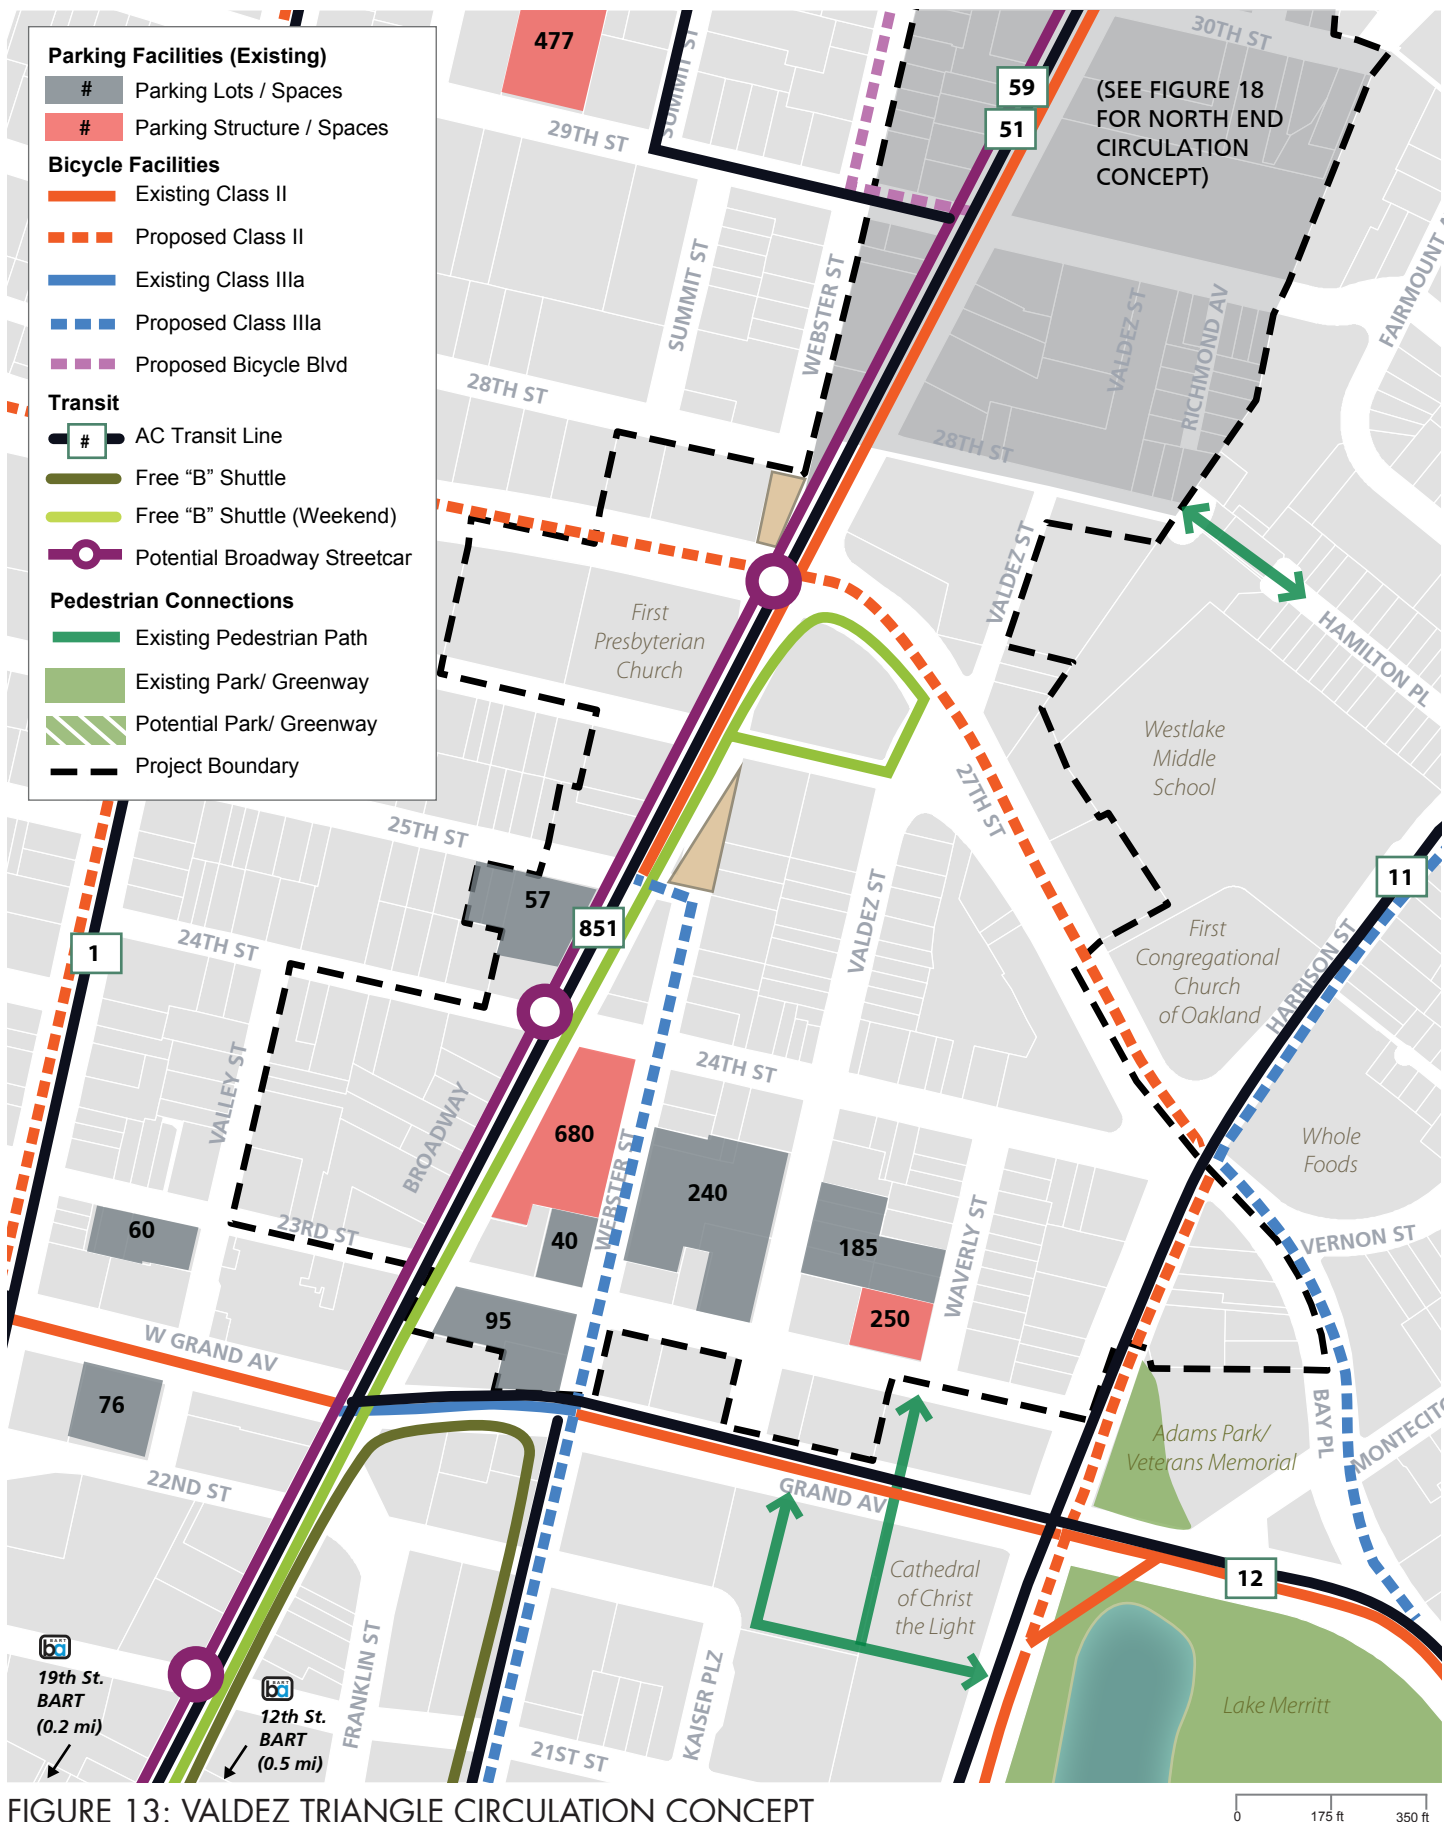 Parking Facilities (Existing)
# Parking Lots / Spaces
# Parking Structure / Spaces
Bicycle Facilities
Existing Class II
Proposed Class II
Existing Class IIIa
Proposed Class IIIa
Proposed Bicycle Blvd
Transit
# AC Transit Line
Free “B” Shuttle
Free “B” Shuttle (Weekend)
Potential Broadway Streetcar
Pedestrian Connections
Existing Pedestrian Path
Existing Park/ Greenway
Potential Park/ Greenway
Project Boundary
477
SUMMIT ST
29TH ST
59
51
30TH ST
(SEE FIGURE 18
FOR NORTH END
CIRCULATION
CONCEPT)
SUMMIT ST
WEBSTER ST
VALDEZ ST
RICHMOND AV
FAIRMOUNT A
28TH ST
28TH ST
VALDEZ ST
HAMILTON PL
First
Presbyterian
Church
Westlake
Middle
School
27TH ST
25TH ST
57
851
VALDEZ ST
11
First
Congregational
Church
of Oakland
HARRISON ST
1
24TH ST
VALLEY ST
BROADWAY
24TH ST
680
WEBSTER ST
240
Whole
Foods
60
23RD ST
40
185
WAVERLY ST
VERNON ST
95
250
W GRAND AV
76
BAY PL
MONTECITO
Adams Park/
Veterans Memorial
22ND ST
GRAND AV
Cathedral
of Christ
the Light
12
FRANKLIN ST
KAISER PLZ
Lake Merritt
BART
ba
19th St.
BART
(0.2 mi)
BART
ba
12th St.
BART
(0.5 mi)
21ST ST
FIGURE 13: VALDEZ TRIANGLE CIRCULATION CONCEPT
0 175 ft 350 ft